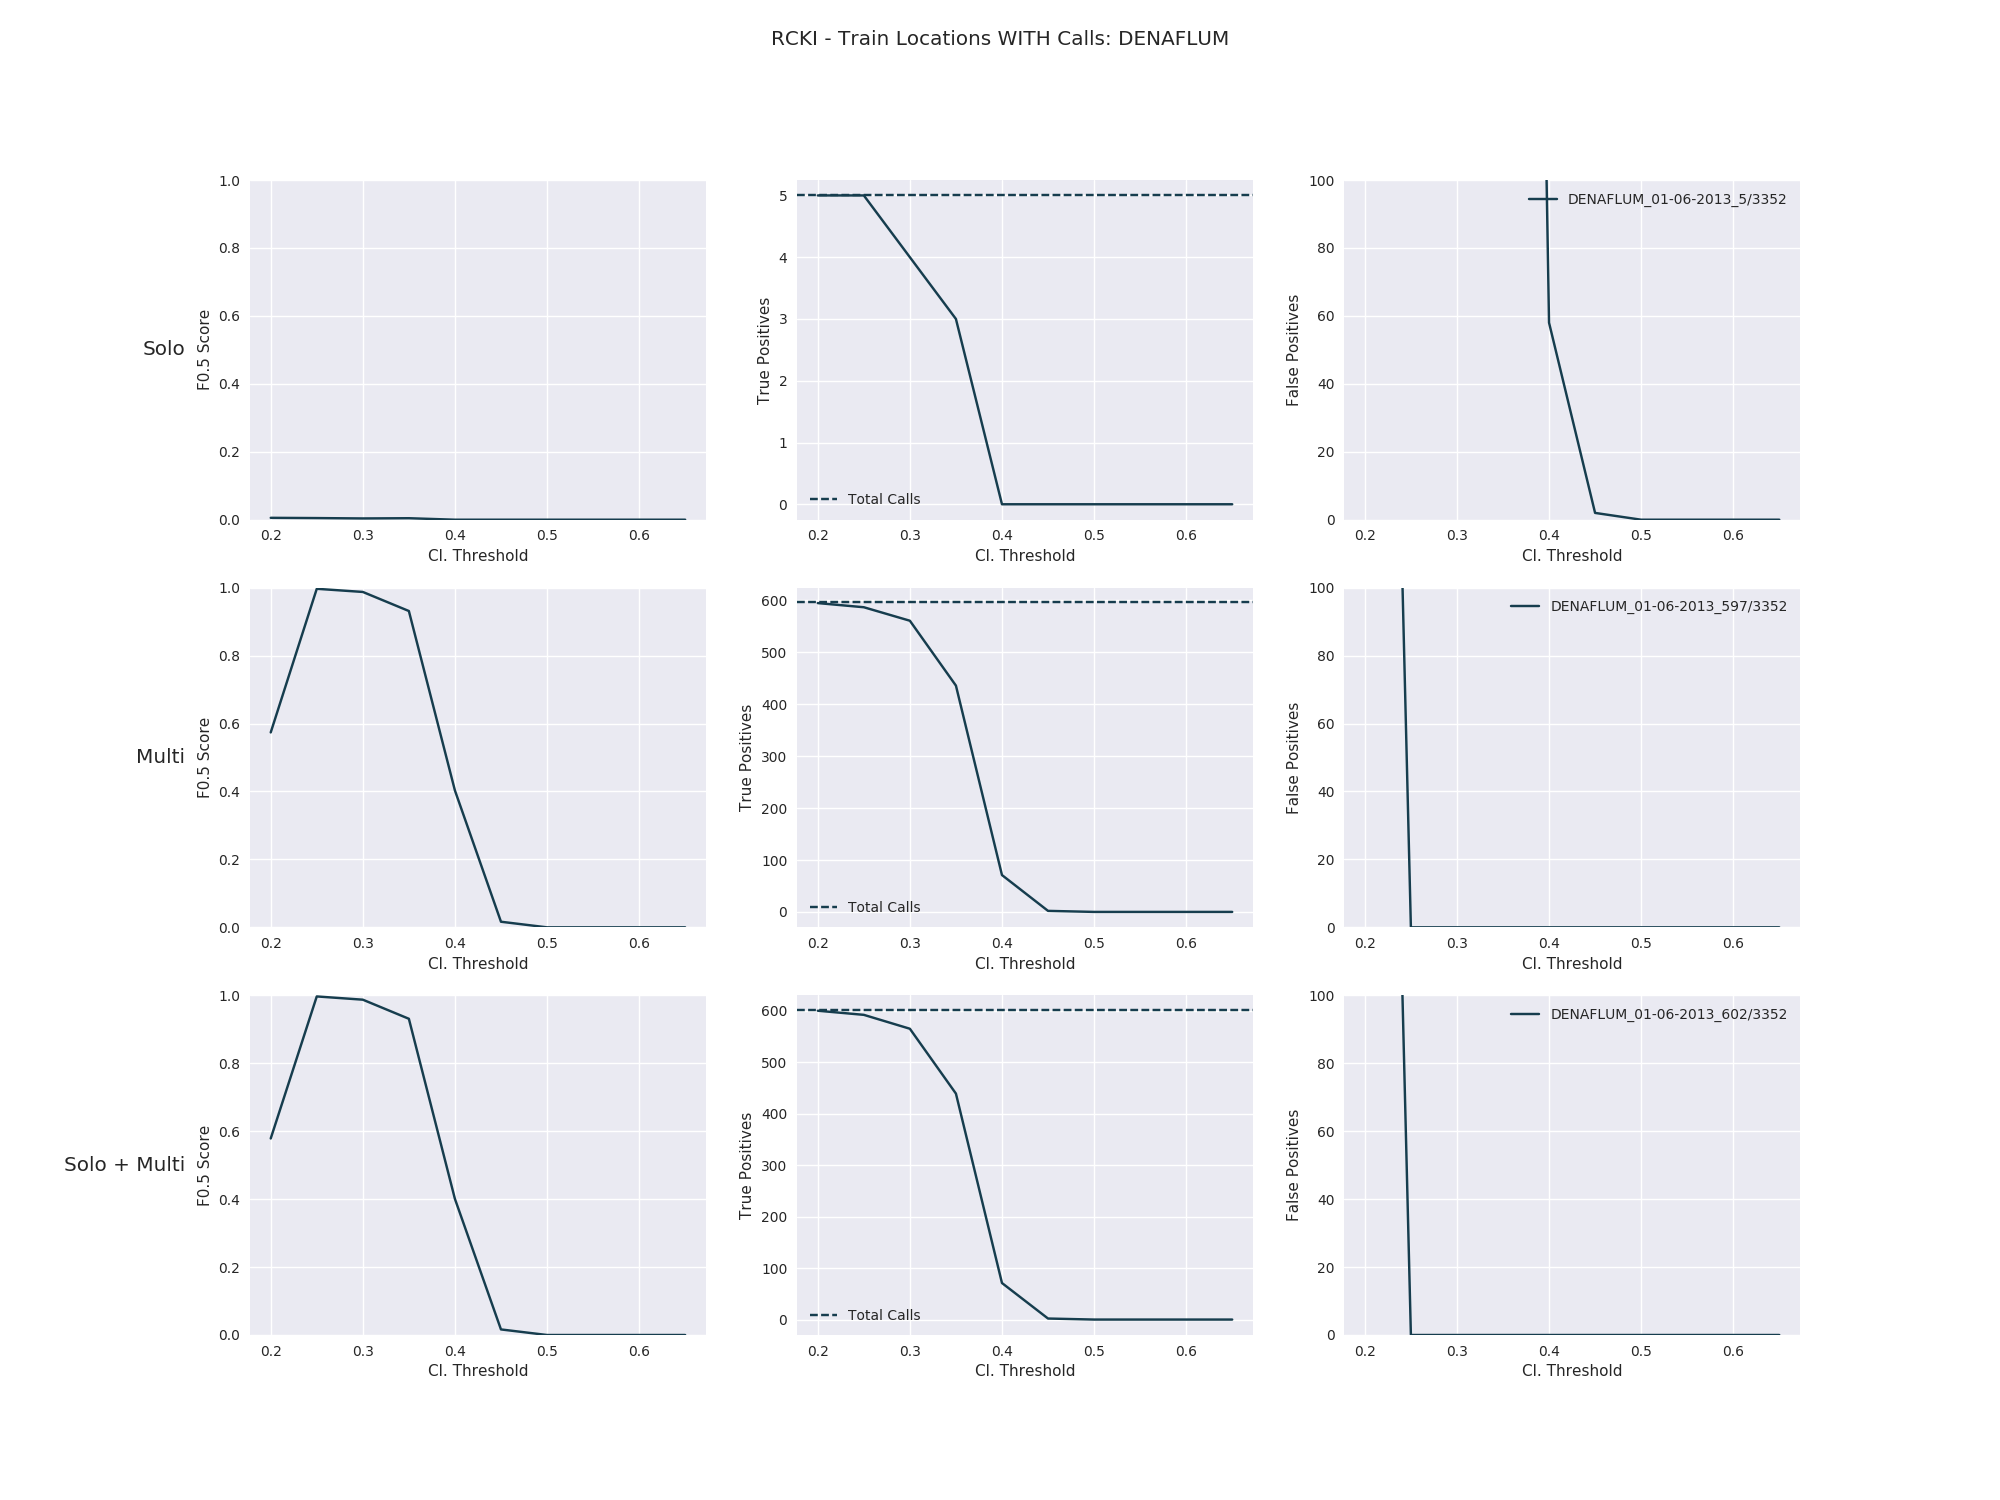 RCKI - Train Locations WITH Calls: DENAFLUM
Solo
F0.5 Score
1.0
0.8
0.6
0.4
0.2
0.0
0.2 0.3 0.4 0.5 0.6
Cl. Threshold
True Positives
5
4
3
2
1
0
Total Calls
0.2 0.3 0.4 0.5 0.6
Cl. Threshold
False Positives
100
80
60
40
20
0
DENAFLUM_01-06-2013_5/3352
0.2 0.3 0.4 0.5 0.6
Cl. Threshold
Multi
F0.5 Score
1.0
0.8
0.6
0.4
0.2
0.0
0.2 0.3 0.4 0.5 0.6
Cl. Threshold
True Positives
600
500
400
300
200
100
0
Total Calls
0.2 0.3 0.4 0.5 0.6
Cl. Threshold
False Positives
100
80
60
40
20
0
DENAFLUM_01-06-2013_597/3352
0.2 0.3 0.4 0.5 0.6
Cl. Threshold
Solo + Multi
F0.5 Score
1.0
0.8
0.6
0.4
0.2
0.0
0.2 0.3 0.4 0.5 0.6
Cl. Threshold
True Positives
600
500
400
300
200
100
0
Total Calls
0.2 0.3 0.4 0.5 0.6
Cl. Threshold
False Positives
100
80
60
40
20
0
DENAFLUM_01-06-2013_602/3352
0.2 0.3 0.4 0.5 0.6
Cl. Threshold